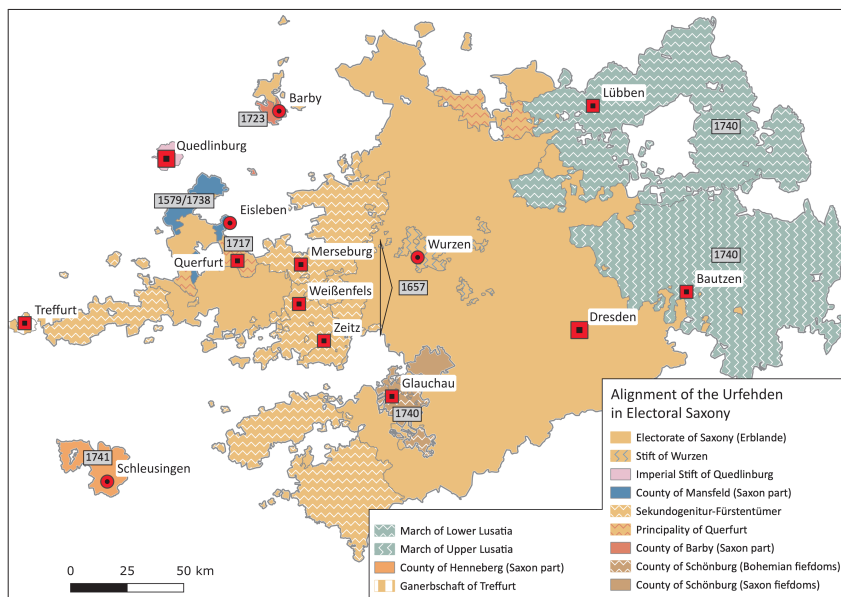 Lübben
Barby
1723
1740
Quedlinburg
1579/1738
Eisleben
1717
Querfurt
Merseburg
Wurzen
1740
Bautzen
1657
Weißenfels
Treffurt
Zeitz
Dresden
Glauchau
1740
1741
Schleusingen
0 25 50 km
Alignment of the Urfehden
in Electoral Saxony
Electorate of Saxony (Erblande)
Stift of Wurzen
Imperial Stift of Quedlinburg
County of Mansfeld (Saxon part)
Sekundogenitur-Fürstentümer
Principality of Querfurt
County of Barby (Saxon part)
County of Schönburg (Bohemian fiefdoms)
County of Schönburg (Saxon fiefdoms)
March of Lower Lusatia
March of Upper Lusatia
County of Henneberg (Saxon part)
Ganerbschaft of Treffurt